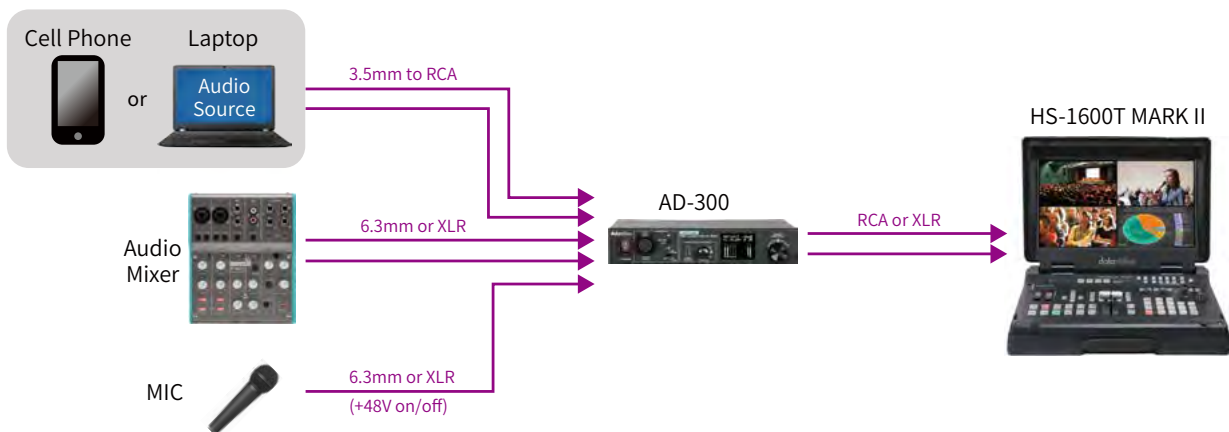 Cell Phone
Laptop
or
Audio
Source
3.5mm to RCA
HS-1600T MARK II
AD-300
6.3mm or XLR
RCA or XLR
Audio
Mixer
MIC
6.3mm or XLR
(+48V on/off)